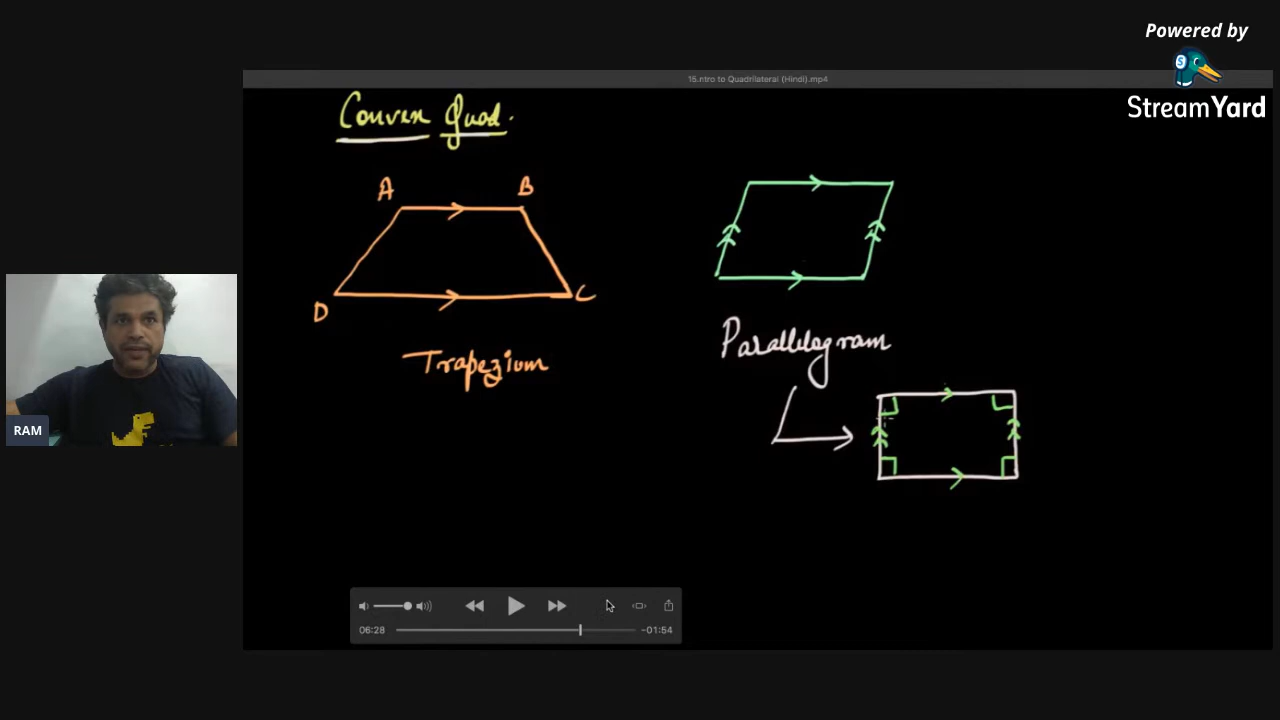 Powered by
StreamYard
15.ntro to Quadrilateral (Hindi).mp4
Convex Quad.
A B
D C
Trapezium
Parallelogram
RAM
06:28 -01:54